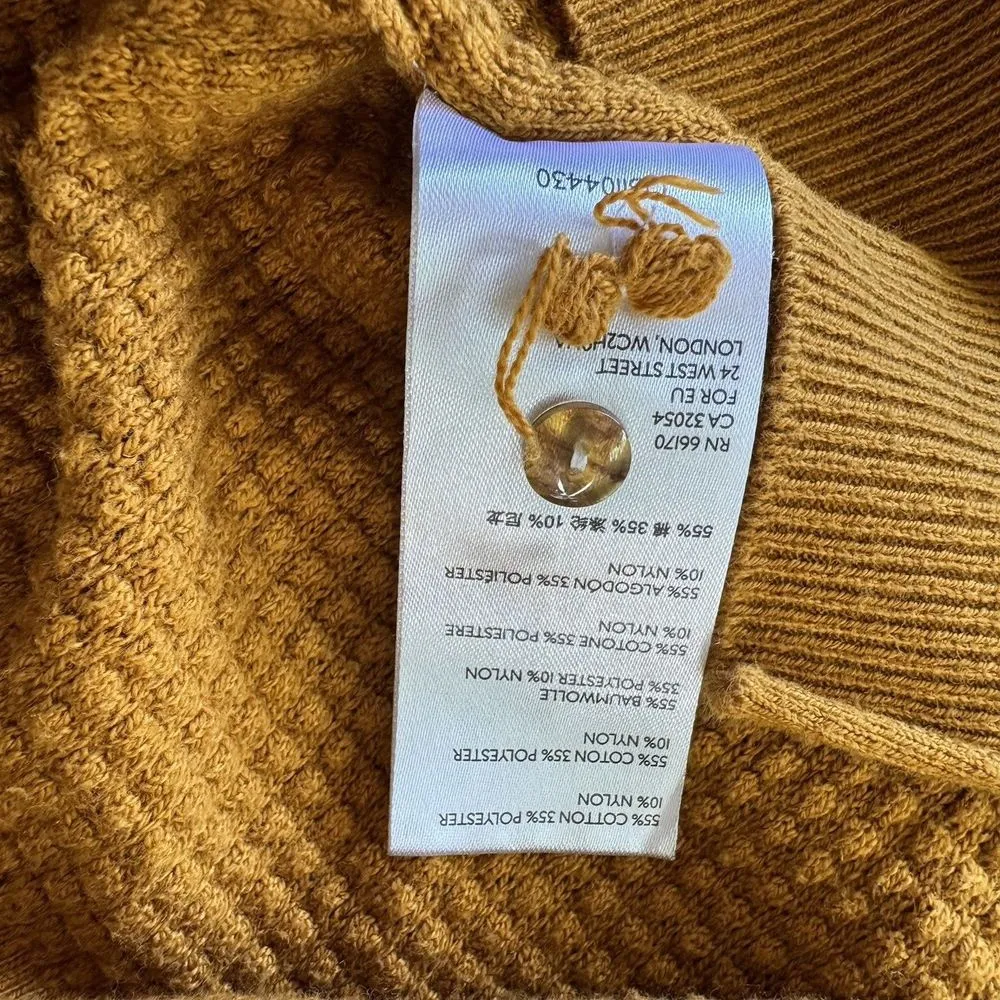 55% COTTON 35% POLYESTER
10% NYLON
55% COTON 35% POLYESTER
10% NYLON
55% BAUMWOLLE
35% POLYESTER 10% NYLON
55% COTONE 35% POLIESTERE
10% NYLON
55% ALGODÓN 35% POLIÉSTER
10% NYLON
55% 棉 35% 涤纶 10% 尼龙
RN 66170
CA 32054
FOR EU
24 WEST STREET
LONDON,